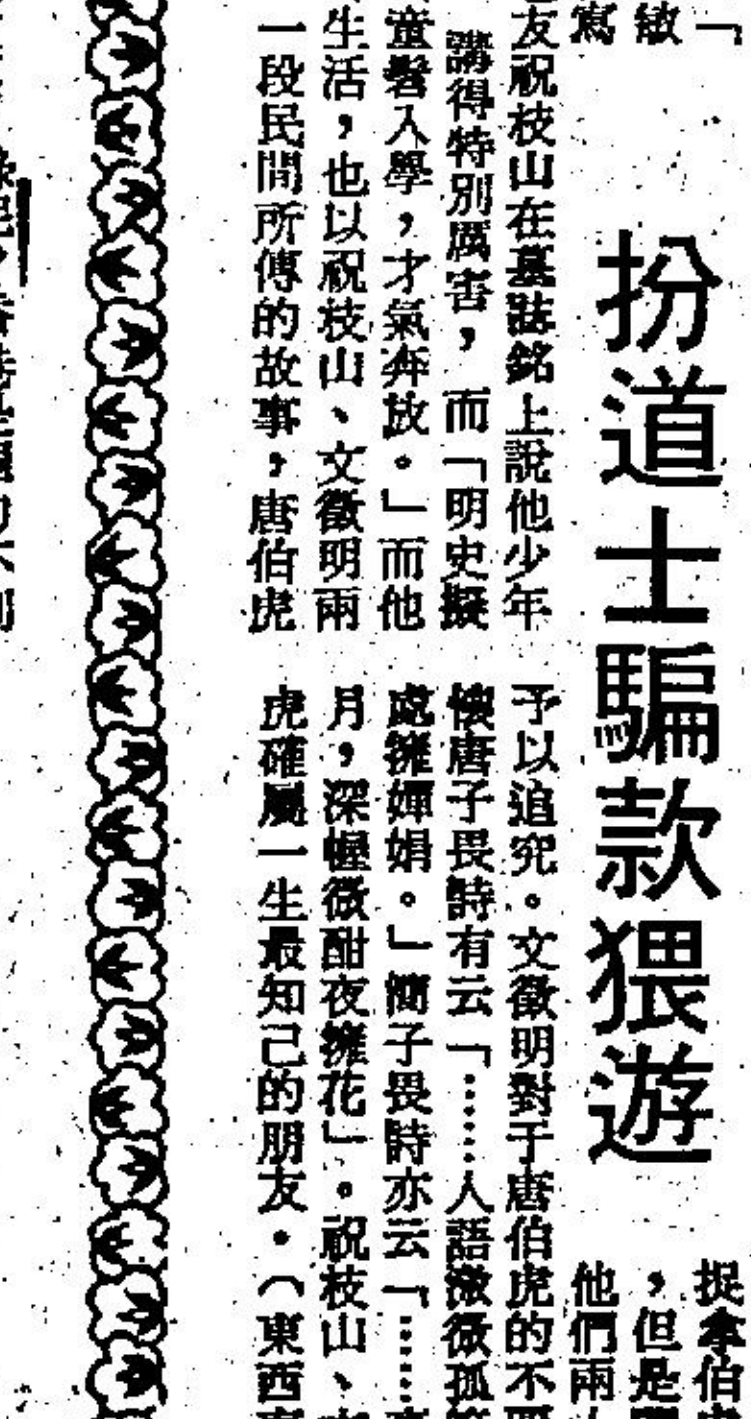 「
敏
寫
扮道士騙款猥遊
友祝枝山在墓誌銘上說他少年
講得特別厲害，而「明史擬
童髫入學，才氣奔放。」而他
生活，也以祝枝山、文徵明兩
一段民間所傳的故事，唐伯虎
捉拿伯
，但是
他們兩
予以追究。文徵明對于唐伯虎的不
懷唐子畏詩有云「……人語微孤
處擁嬋娟。」簡子畏詩亦云「……
月，深幄微酣夜擁花」。祝枝山、
虎確屬一生最知己的朋友。（東西